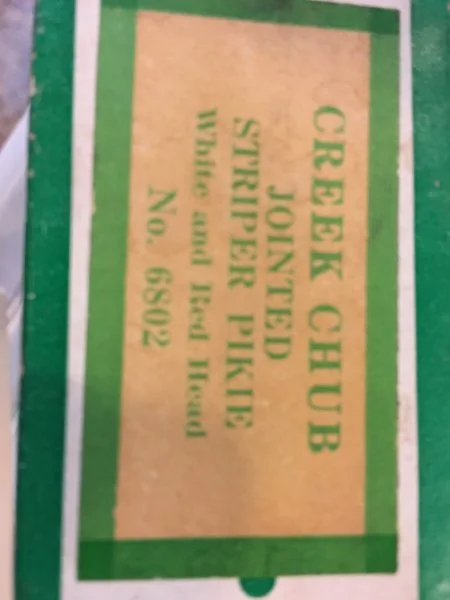 CREEK CHUB
JOINTED
STRIPER PIKIE
White and Red Head
No. 6802